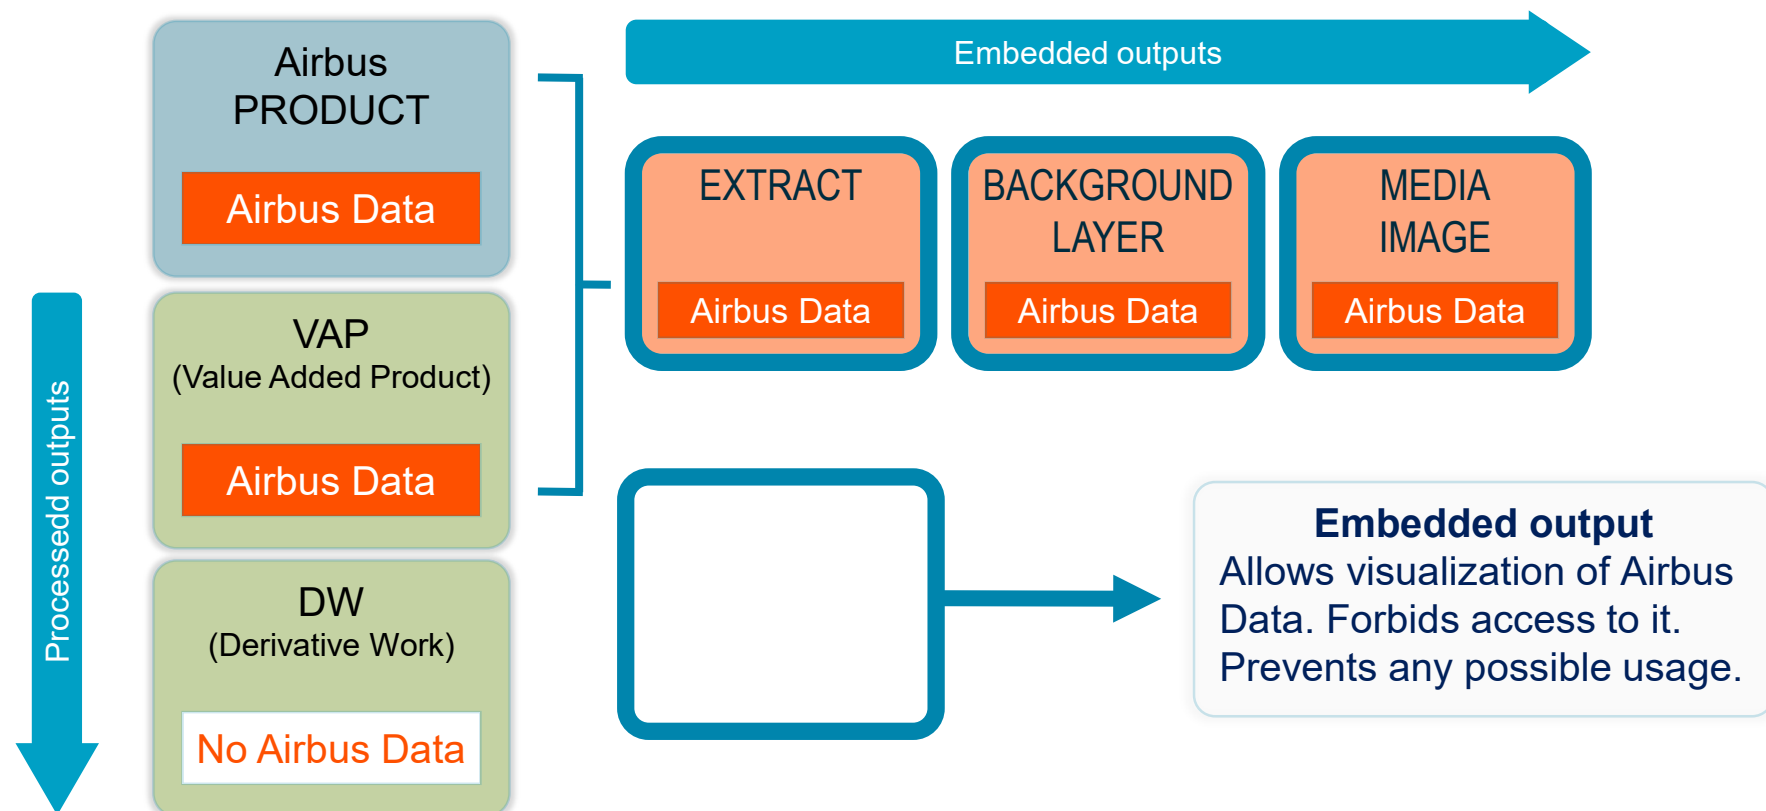 Airbus
PRODUCT
Airbus Data
Embedded outputs
EXTRACT
Airbus Data
BACKGROUND
LAYER
Airbus Data
MEDIA
IMAGE
Airbus Data
Processedd outputs
VAP
(Value Added Product)
Airbus Data
DW
(Derivative Work)
No Airbus Data
Embedded output
Allows visualization of Airbus
Data. Forbids access to it.
Prevents any possible usage.